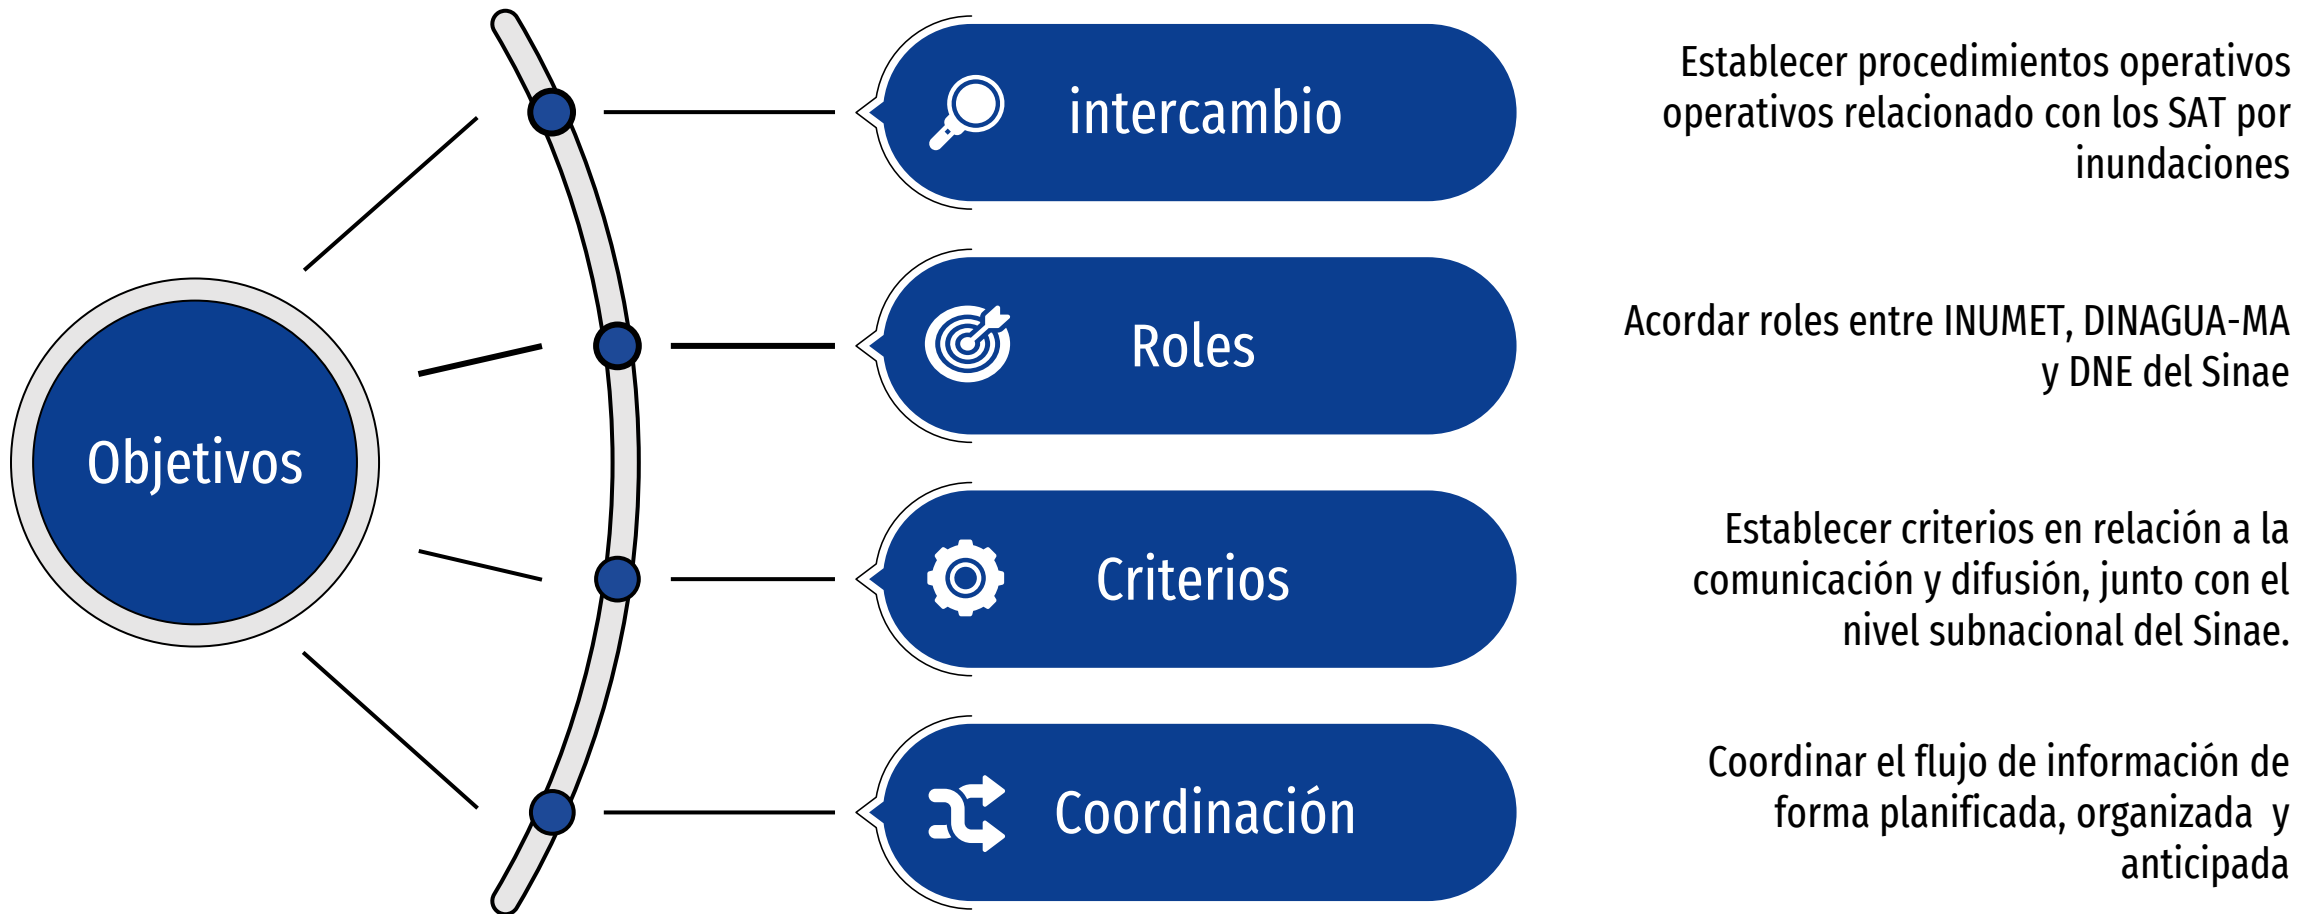 Objetivos
intercambio
Establecer procedimientos operativos
operativos relacionado con los SAT por
inundaciones
Roles
Acordar roles entre INUMET, DINAGUA-MA
y DNE del Sinae
Criterios
Establecer criterios en relación a la
comunicación y difusión, junto con el
nivel subnacional del Sinae.
Coordinación
Coordinar el flujo de información de
forma planificada, organizada  y
anticipada